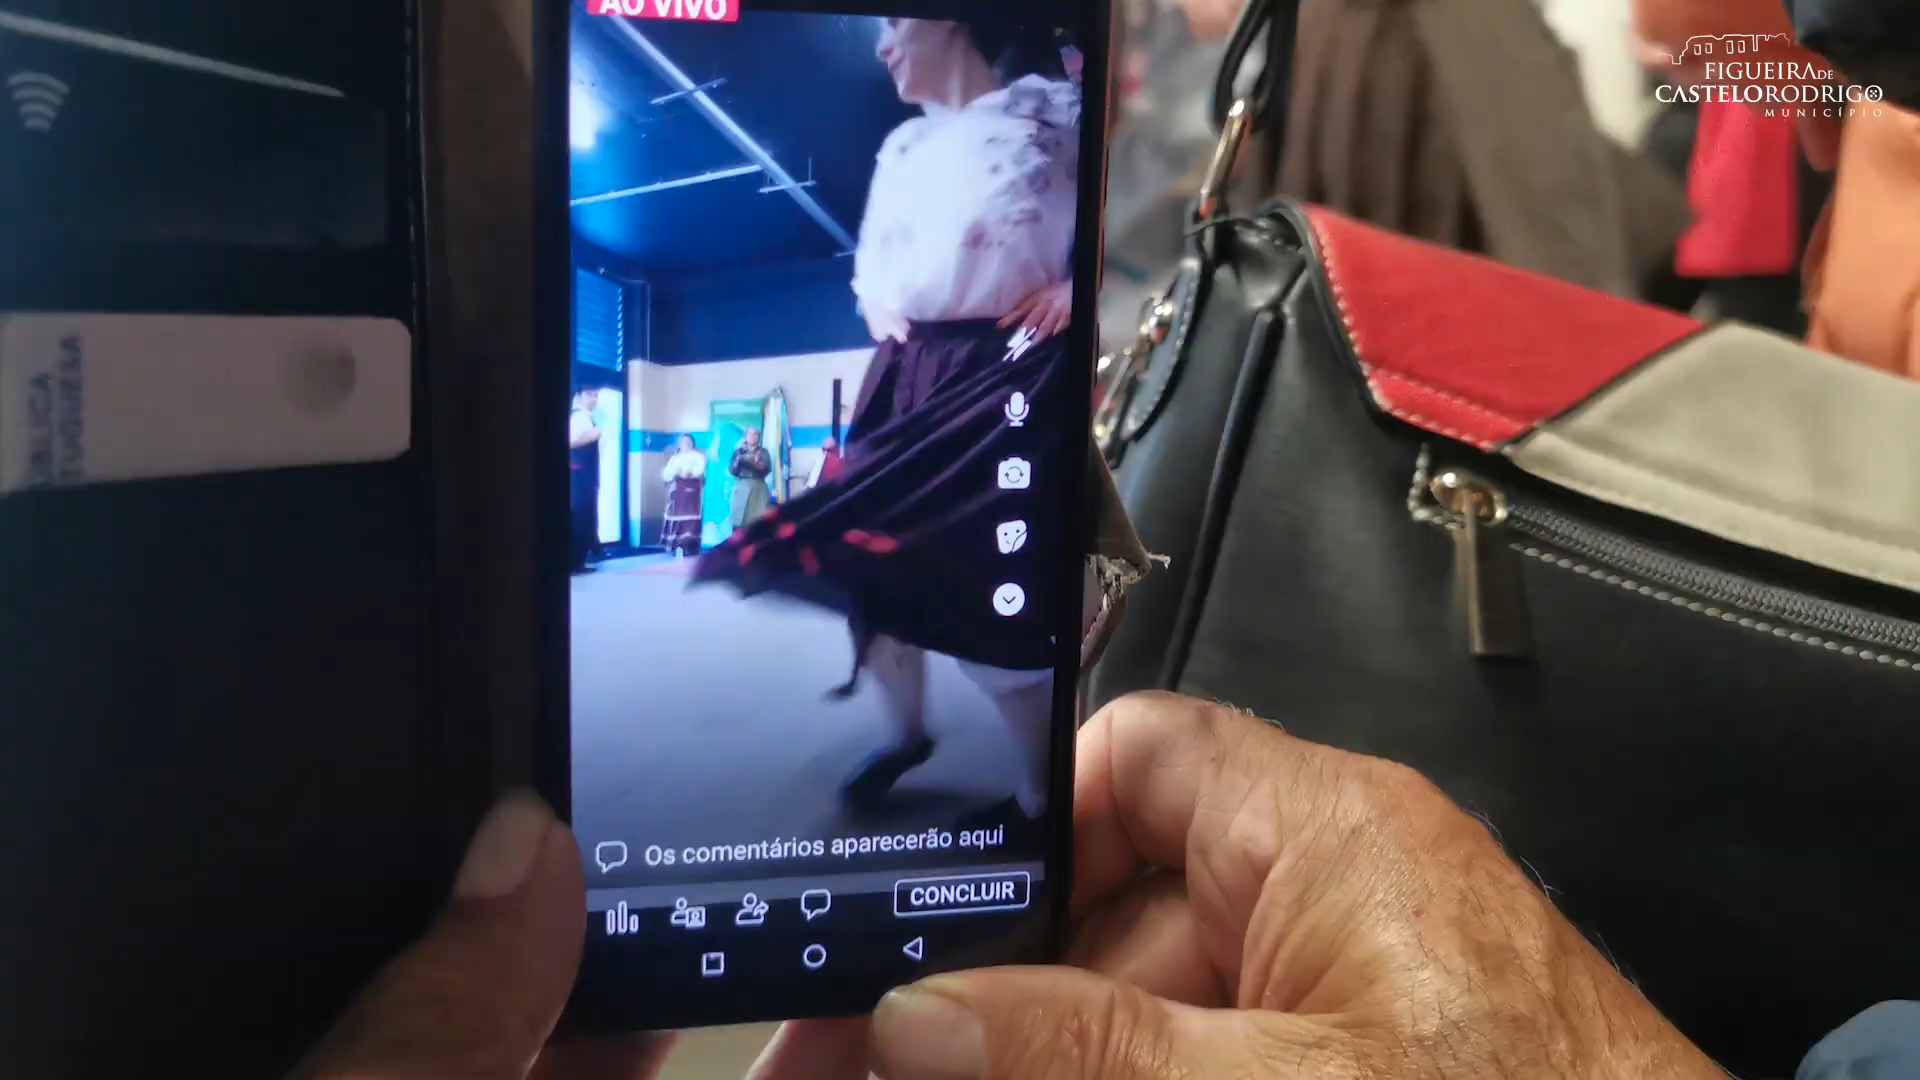 AO VIVO
FIGUEIRA DE
CASTELO RODRIGO
MUNICÍPIO
Os comentários aparecerão aqui
CONCLUIR